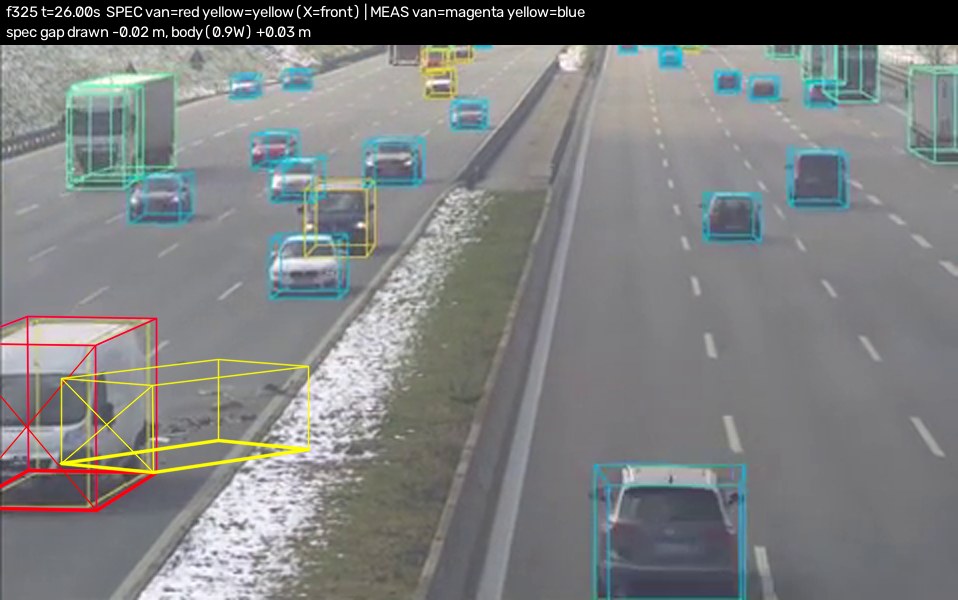 f325 t=26.00s SPEC van=red yellow=yellow (X=front) | MEAS van=magenta yellow=blue
spec gap drawn -0.02 m, body (0.9W) +0.03 m